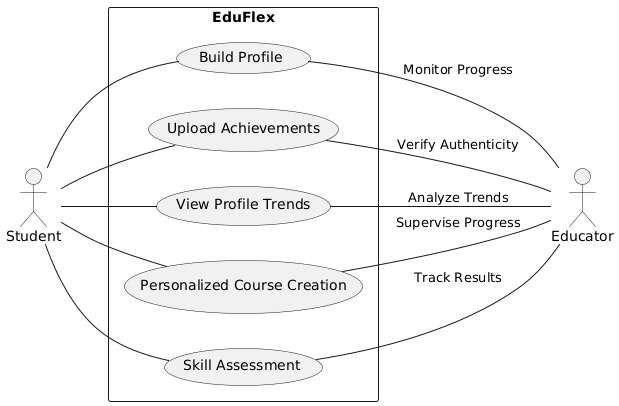 EduFlex
Build Profile
Monitor Progress
Upload Achievements
Verify Authenticity
View Profile Trends
Analyze Trends
Supervise Progress
Student
Educator
Personalized Course Creation
Track Results
Skill Assessment